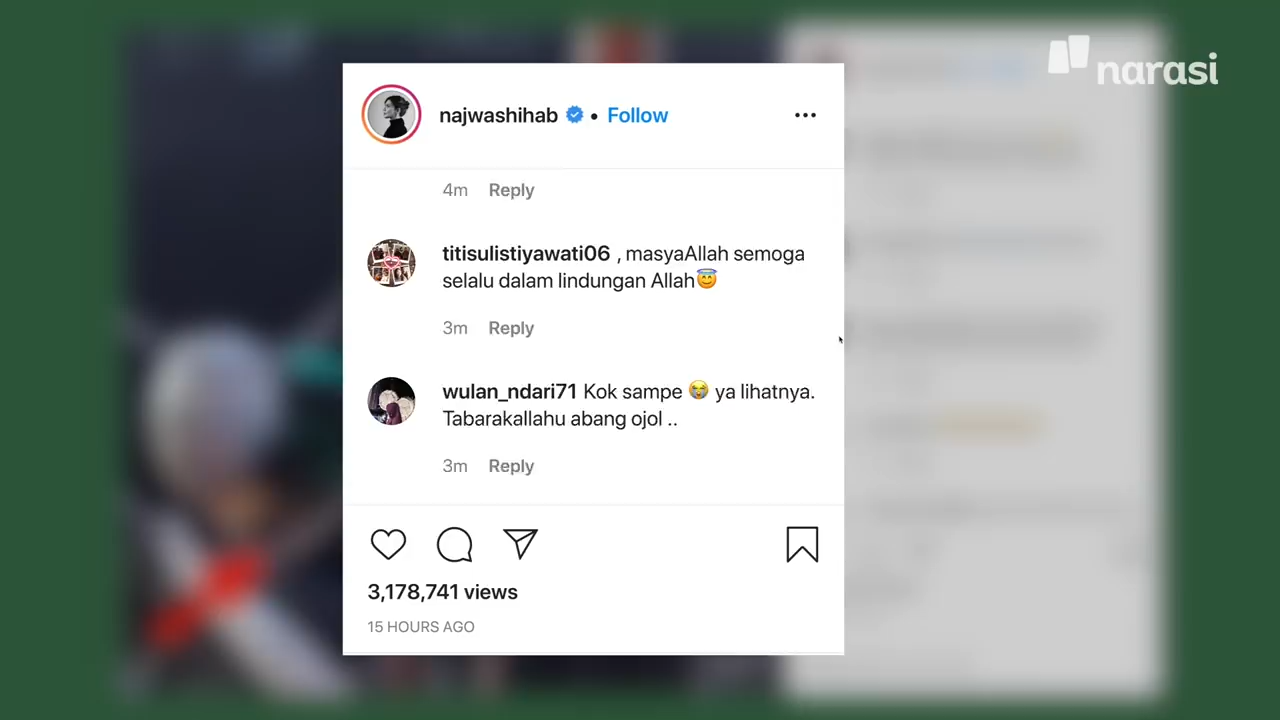 narasi
najwashihab • Follow
4m Reply
titisulistiyawati06 , masyaAllah semoga
selalu dalam lindungan Allah😇
3m Reply
wulan_ndari71 Kok sampe 😭 ya lihatnya.
Tabarakallahu abang ojol ..
3m Reply
3,178,741 views
15 HOURS AGO